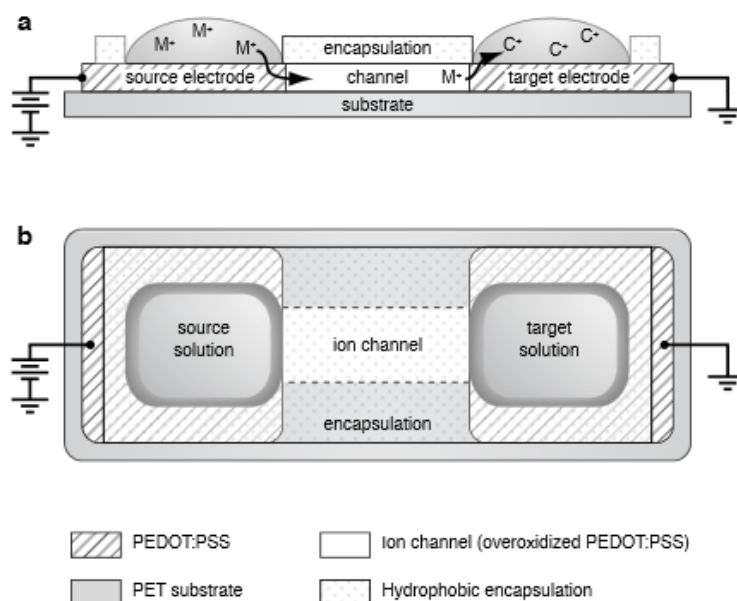 a
M+ M+ M+
C+ C+ C+
encapsulation
source electrode channel M+ target electrode
substrate
b
source
solution
ion channel
target
solution
encapsulation
PEDOT:PSS
Ion channel (overoxidized PEDOT:PSS)
PET substrate
Hydrophobic encapsulation